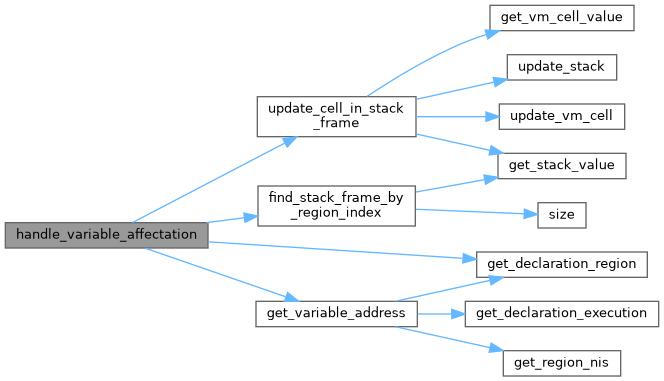 get_vm_cell_value
update_stack
update_cell_in_stack
_frame
update_vm_cell
get_stack_value
find_stack_frame_by
_region_index
size
handle_variable_affectation
get_declaration_region
get_variable_address
get_declaration_execution
get_region_nis